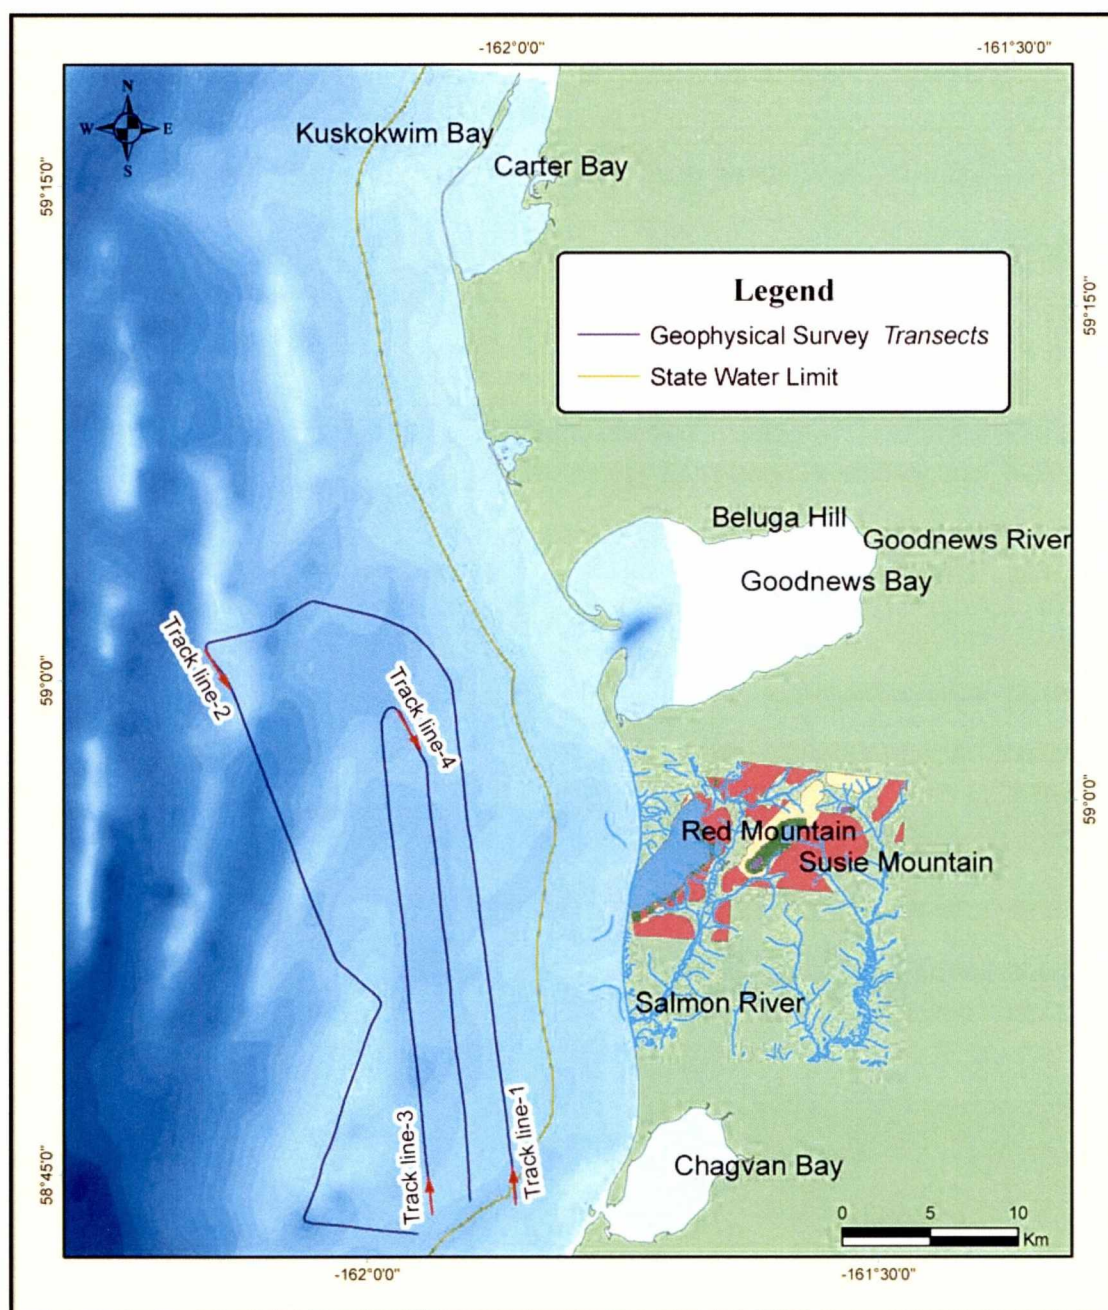 -162°0'0"
-161°30'0"
N
W
E
S
Kuskokwim Bay
Carter Bay
59°15'0"
59°15'0"
Legend
Geophysical Survey Transects
State Water Limit
Beluga Hill
Goodnews River
Goodnews Bay
Track line-2
Track line-4
59°0'0"
59°0'0"
Red Mountain
Susie Mountain
Salmon River
Track line-3
Track line-1
58°45'0"
Chagvan Bay
0 5 10
Km
-162°0'0"
-161°30'0"